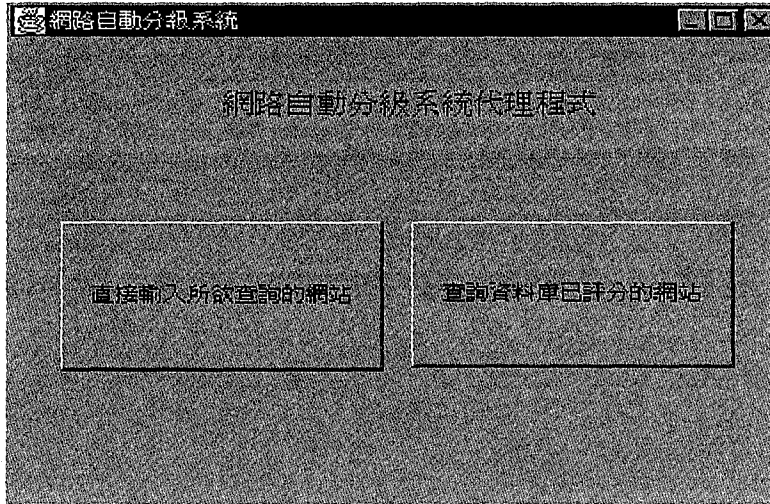 網路自動分級系統
網路自動分級系統代理程式
直接輸入所欲查詢的網站
查詢資料庫已評分的網站